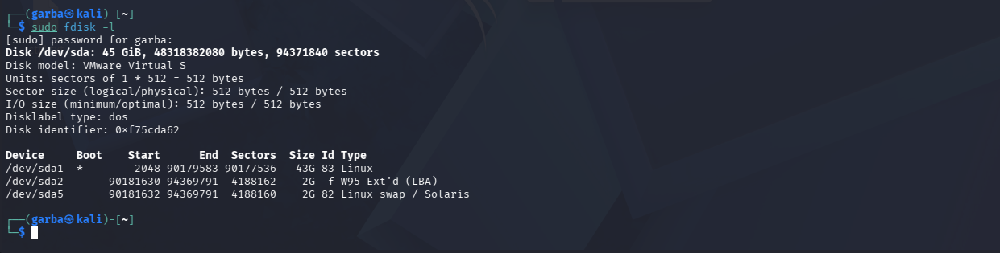 ┌──(garba㉿kali)-[~]
└─$ sudo fdisk -l
[sudo] password for garba:
Disk /dev/sda: 45 GiB, 48318382080 bytes, 94371840 sectors
Disk model: VMware Virtual S
Units: sectors of 1 * 512 = 512 bytes
Sector size (logical/physical): 512 bytes / 512 bytes
I/O size (minimum/optimal): 512 bytes / 512 bytes
Disklabel type: dos
Disk identifier: 0xf75cda62
Device     Boot    Start      End  Sectors  Size Id Type
/dev/sda1  *        2048 90179583 90177536   43G 83 Linux
/dev/sda2       90181630 94369791  4188162    2G  f W95 Ext'd (LBA)
/dev/sda5       90181632 94369791  4188160    2G 82 Linux swap / Solaris
┌──(garba㉿kali)-[~]
└─$